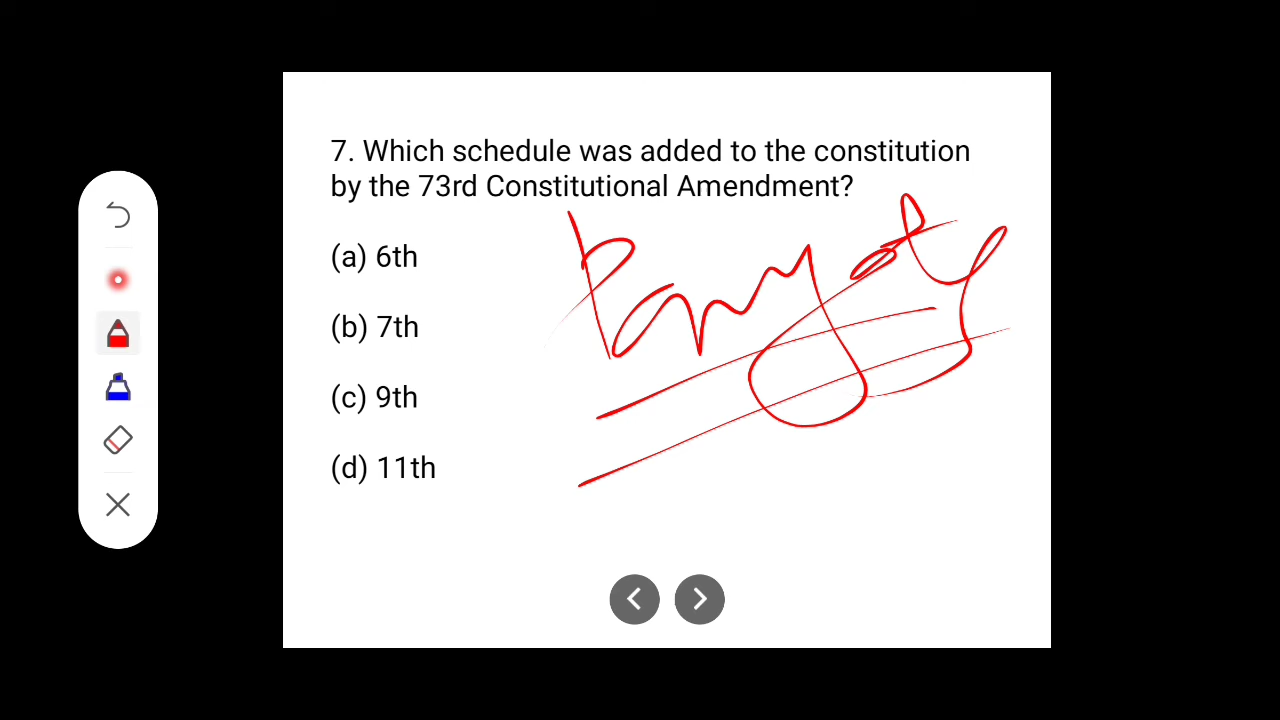 7. Which schedule was added to the constitution
by the 73rd Constitutional Amendment?
(a) 6th
(b) 7th
(c) 9th
(d) 11th